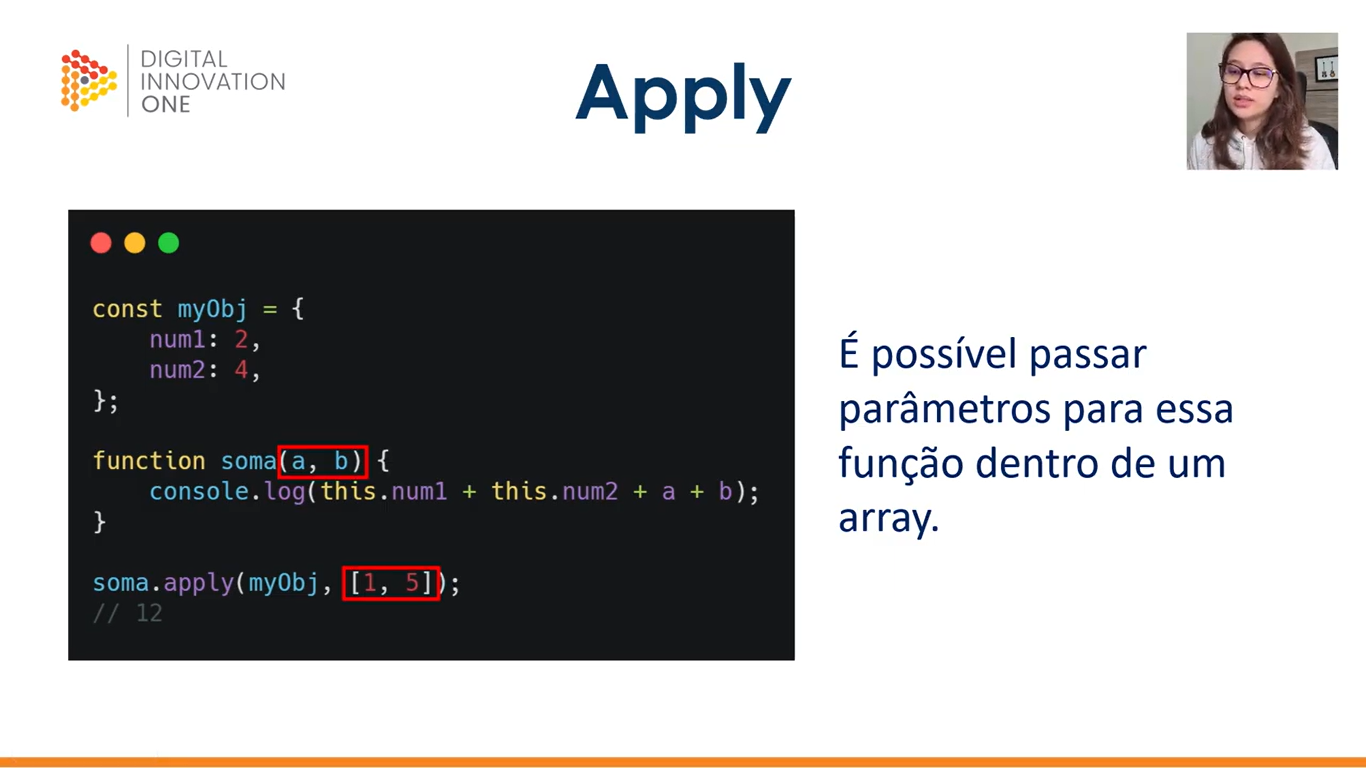 DIGITAL
INNOVATION
ONE
Apply
const myObj = {
    num1: 2,
    num2: 4,
};

function soma(a, b) {
    console.log(this.num1 + this.num2 + a + b);
}

soma.apply(myObj, [1, 5]);
// 12
É possível passar
parâmetros para essa
função dentro de um
array.